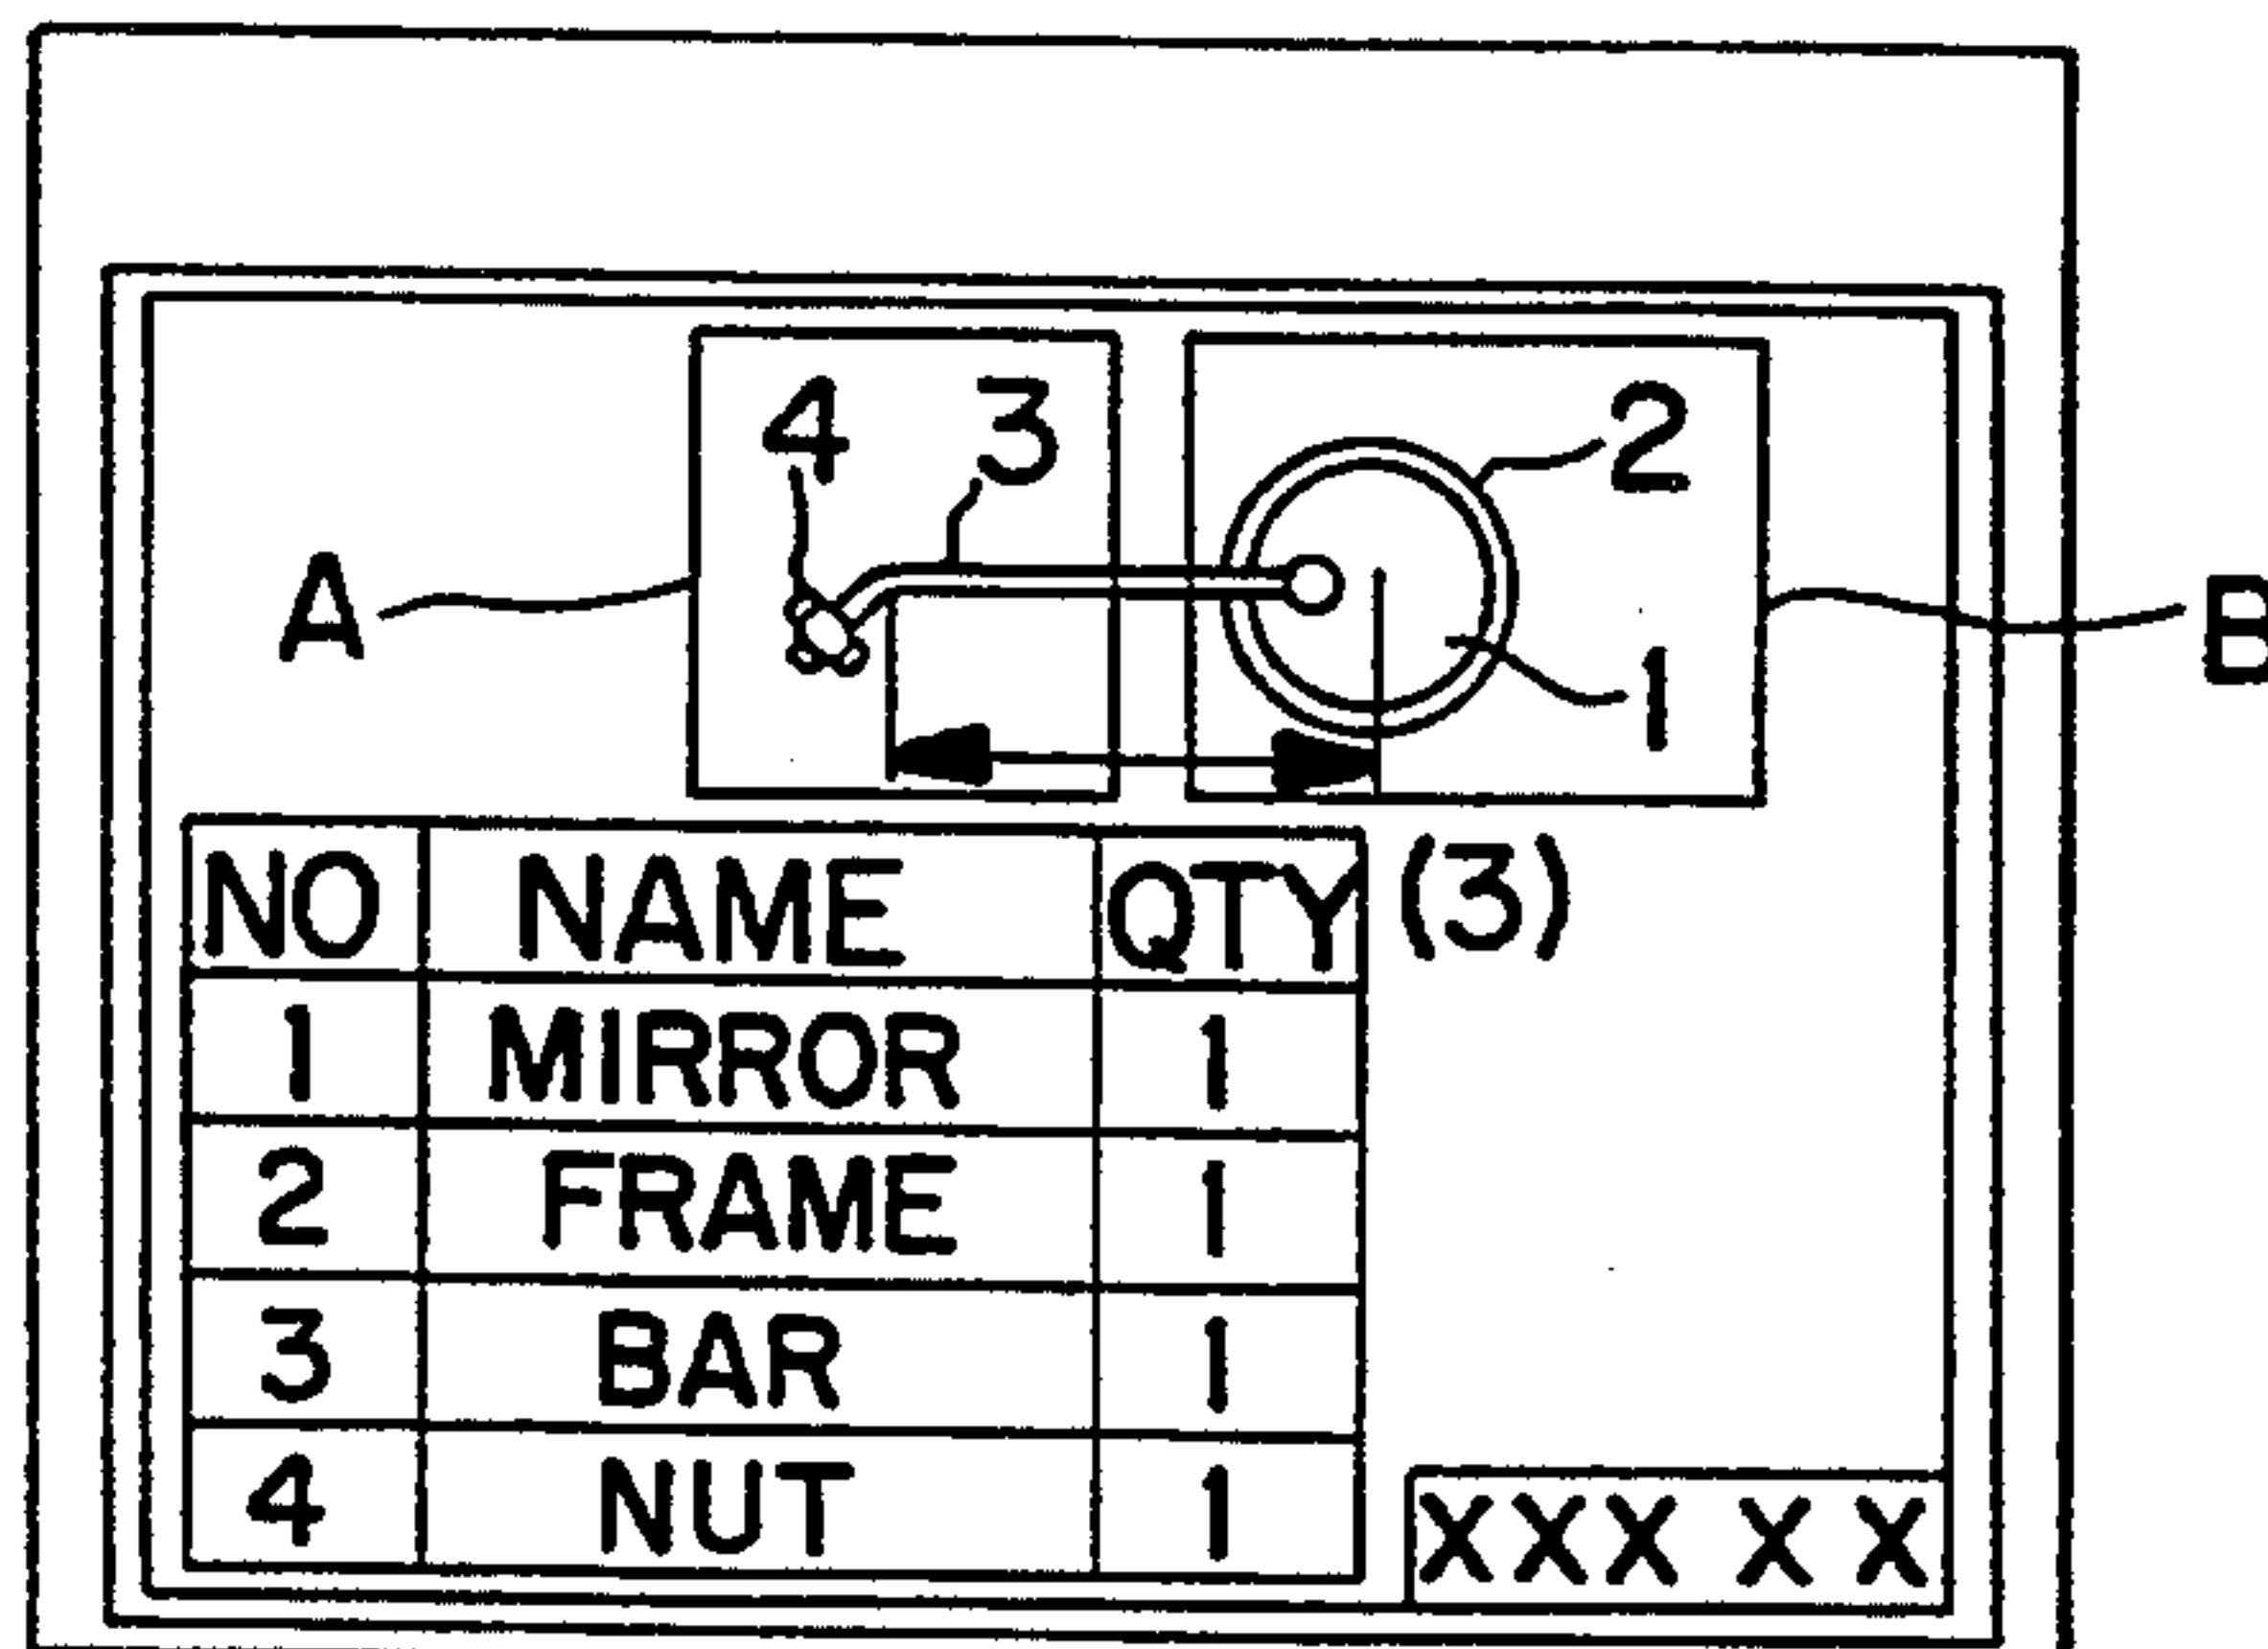 4 3 2
A B
1
NO NAME QTY (3)
1 MIRROR 1
2 FRAME 1
3 BAR 1
4 NUT 1
XXX X X